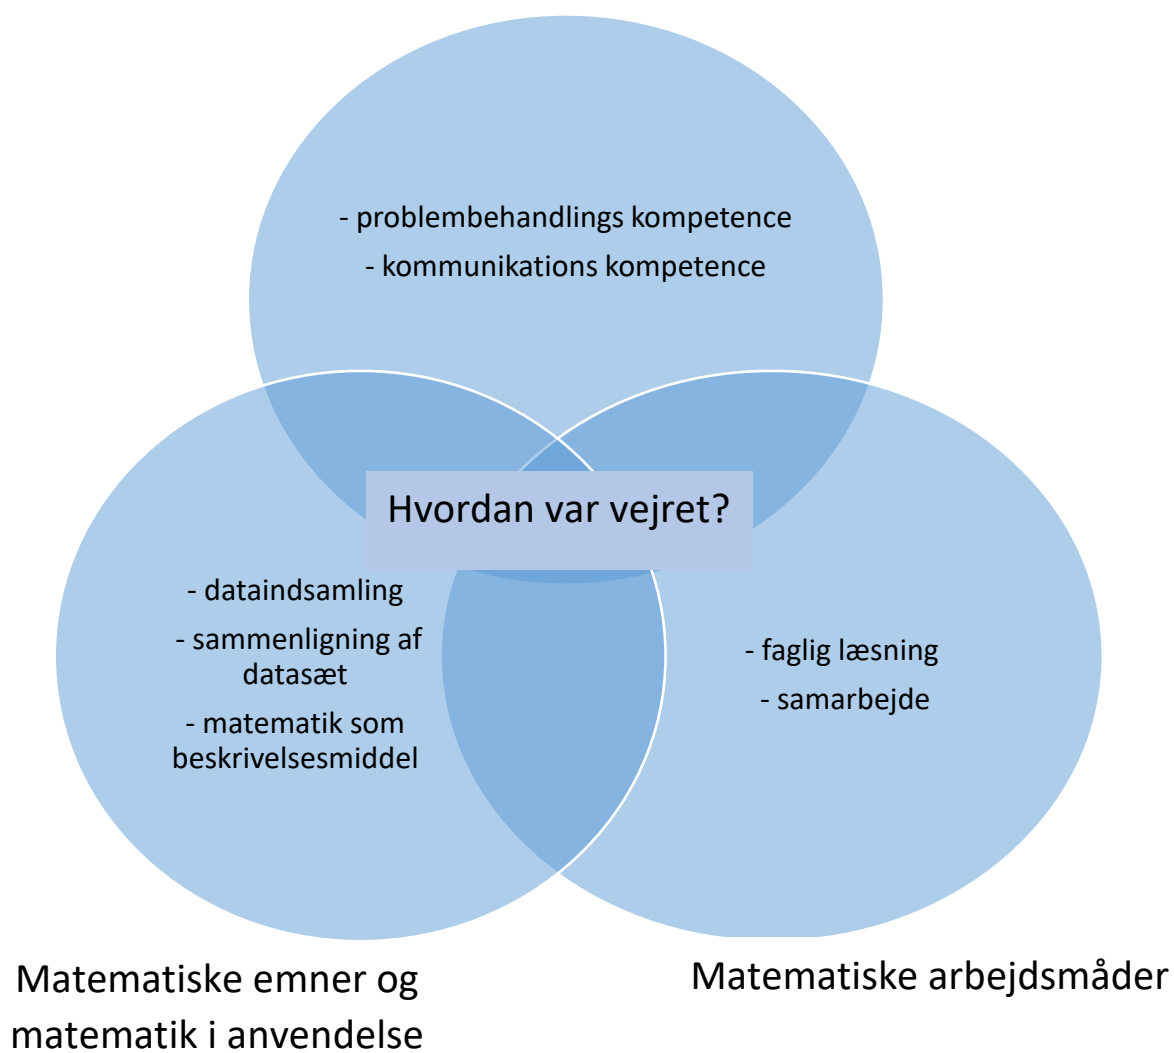 - problembehandlings kompetence
- kommunikations kompetence
Hvordan var vejret?
- dataindsamling
- sammenligning af
datasæt
- matematik som
beskrivelsesmiddel
- faglig læsning
- samarbejde
Matematiske emner og
matematik i anvendelse
Matematiske arbejdsmåder